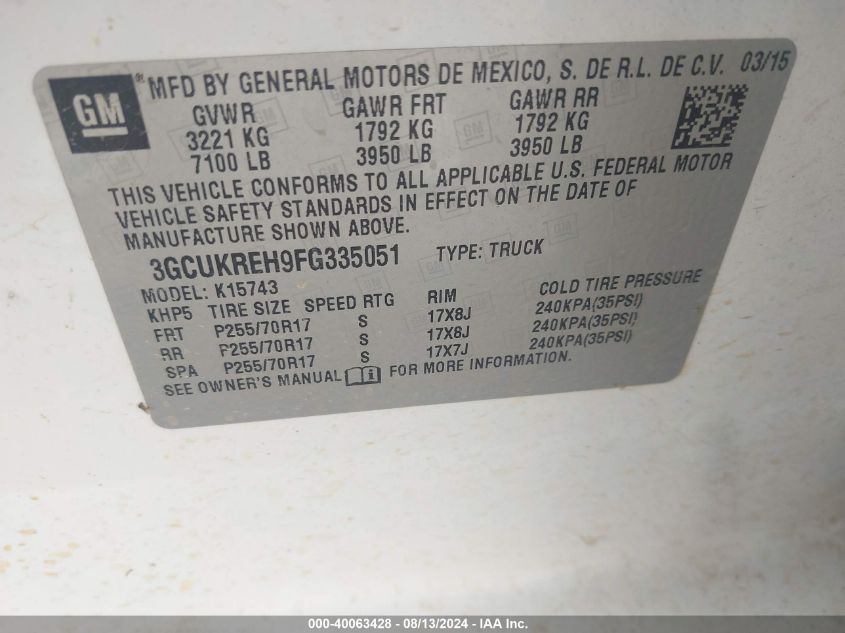 GM ® MFD BY GENERAL MOTORS DE MEXICO, S. DE R.L. DE C.V. 03/15
GVWR GAWR FRT GAWR RR
3221 KG 1792 KG 1792 KG
7100 LB 3950 LB 3950 LB
THIS VEHICLE CONFORMS TO ALL APPLICABLE U.S. FEDERAL MOTOR
VEHICLE SAFETY STANDARDS IN EFFECT ON THE DATE OF
MANUFACTURE SHOWN ABOVE.
3GCUKREH9FG335051 TYPE: TRUCK
MODEL: K15743
KHP5 TIRE SIZE SPEED RTG RIM COLD TIRE PRESSURE
FRT P255/70R17 S 17X8J 240KPA(35PSI)
RR P255/70R17 S 17X8J 240KPA(35PSI)
SPA P255/70R17 S 17X7J 240KPA(35PSI)
SEE OWNER'S MANUAL i FOR MORE INFORMATION.
000-40063428 - 08/13/2024 - IAA Inc.